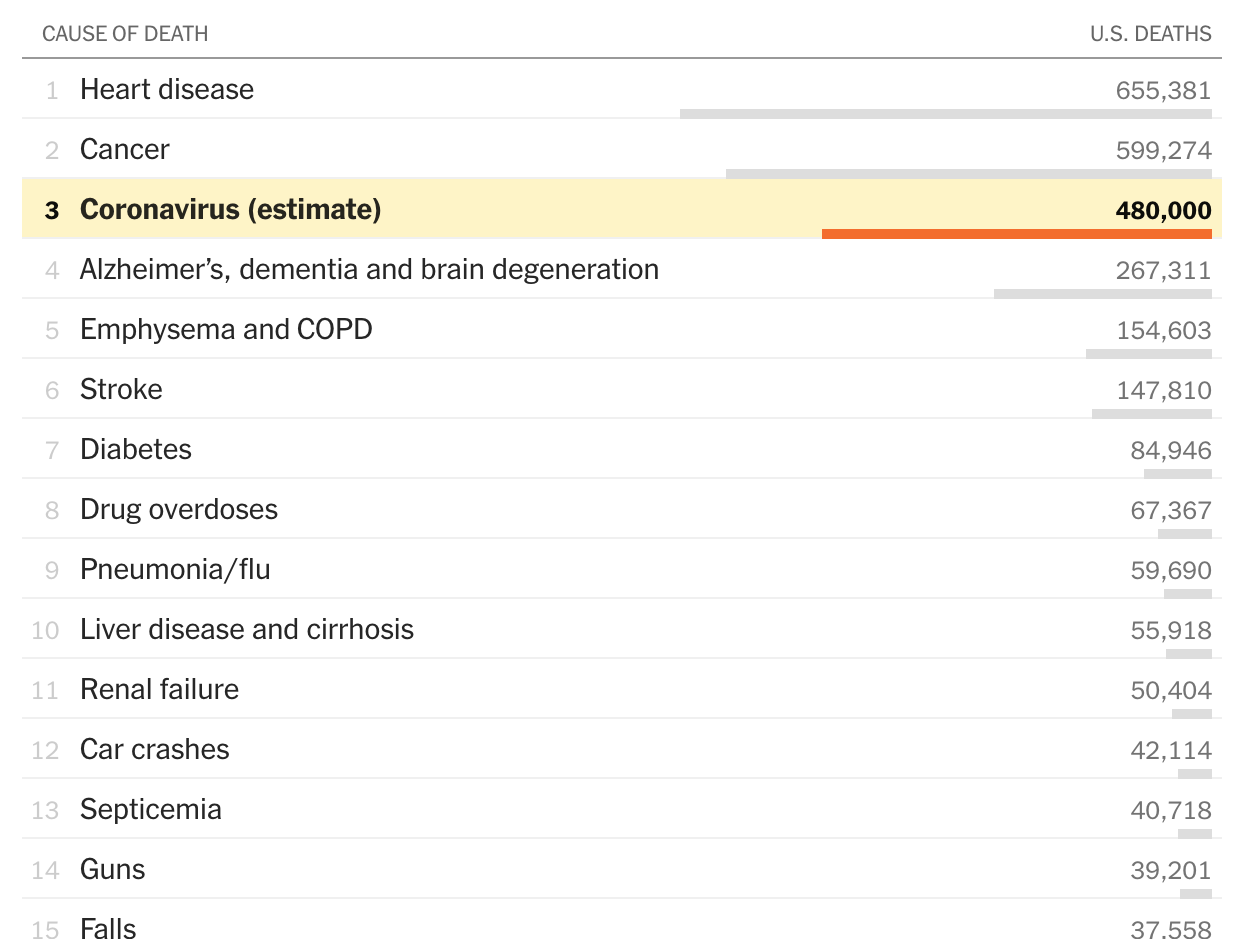 CAUSE OF DEATH U.S. DEATHS
1 Heart disease 655,381
2 Cancer 599,274
3 Coronavirus (estimate) 480,000
4 Alzheimer’s, dementia and brain degeneration 267,311
5 Emphysema and COPD 154,603
6 Stroke 147,810
7 Diabetes 84,946
8 Drug overdoses 67,367
9 Pneumonia/flu 59,690
10 Liver disease and cirrhosis 55,918
11 Renal failure 50,404
12 Car crashes 42,114
13 Septicemia 40,718
14 Guns 39,201
15 Falls 37,558